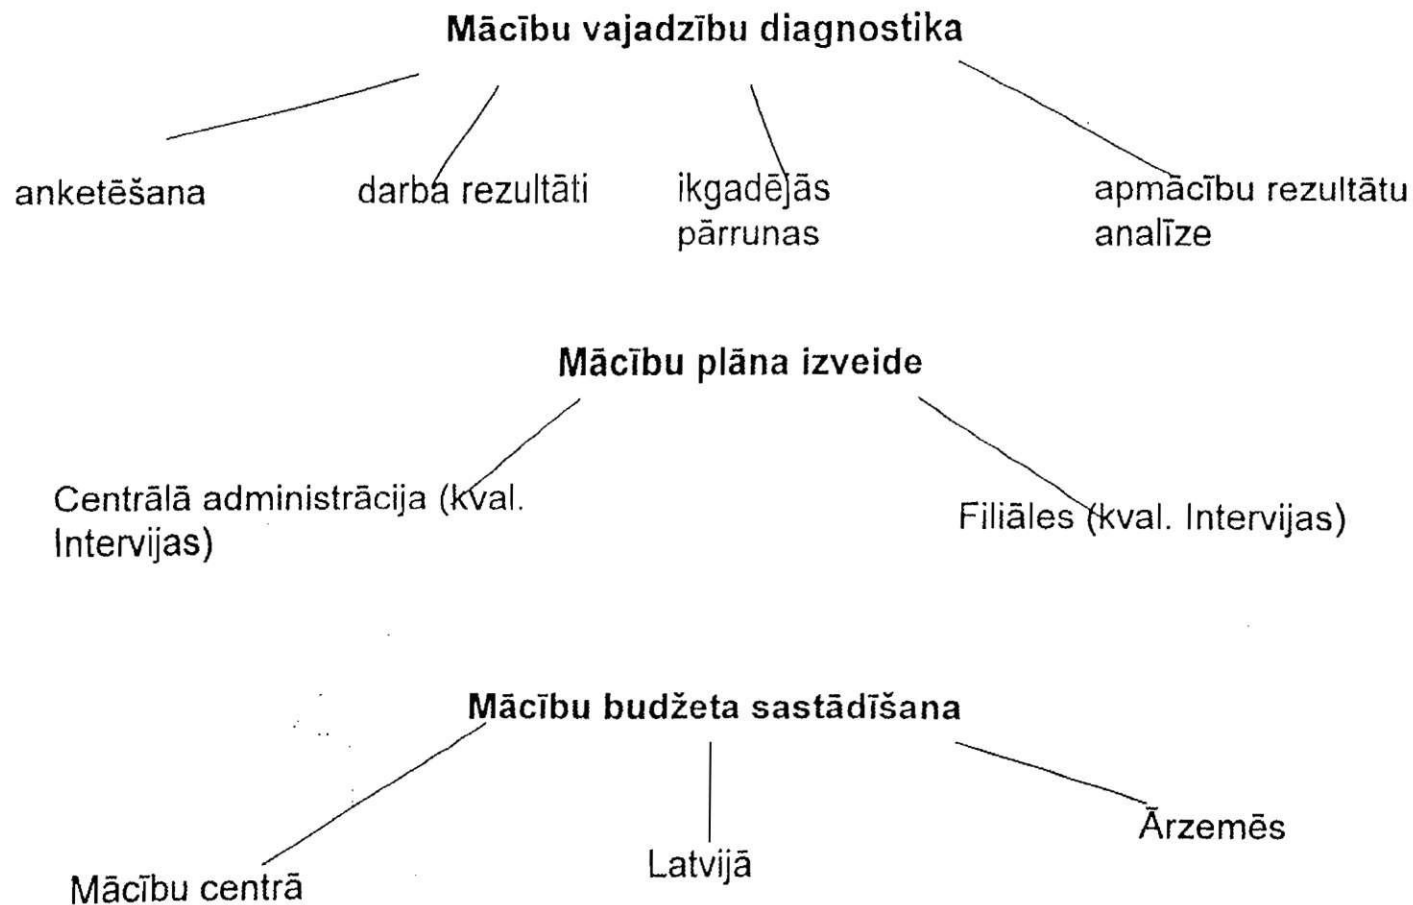 Mācību vajadzību diagnostika
anketēšana
darba rezultāti
ikgadējās
pārrunas
apmācību rezultātu
analīze
Mācību plāna izveide
Centrālā administrācija (kval.
Intervijas)
Filiāles (kval. Intervijas)
Mācību budžeta sastādīšana
Mācību centrā
Latvijā
Ārzemēs